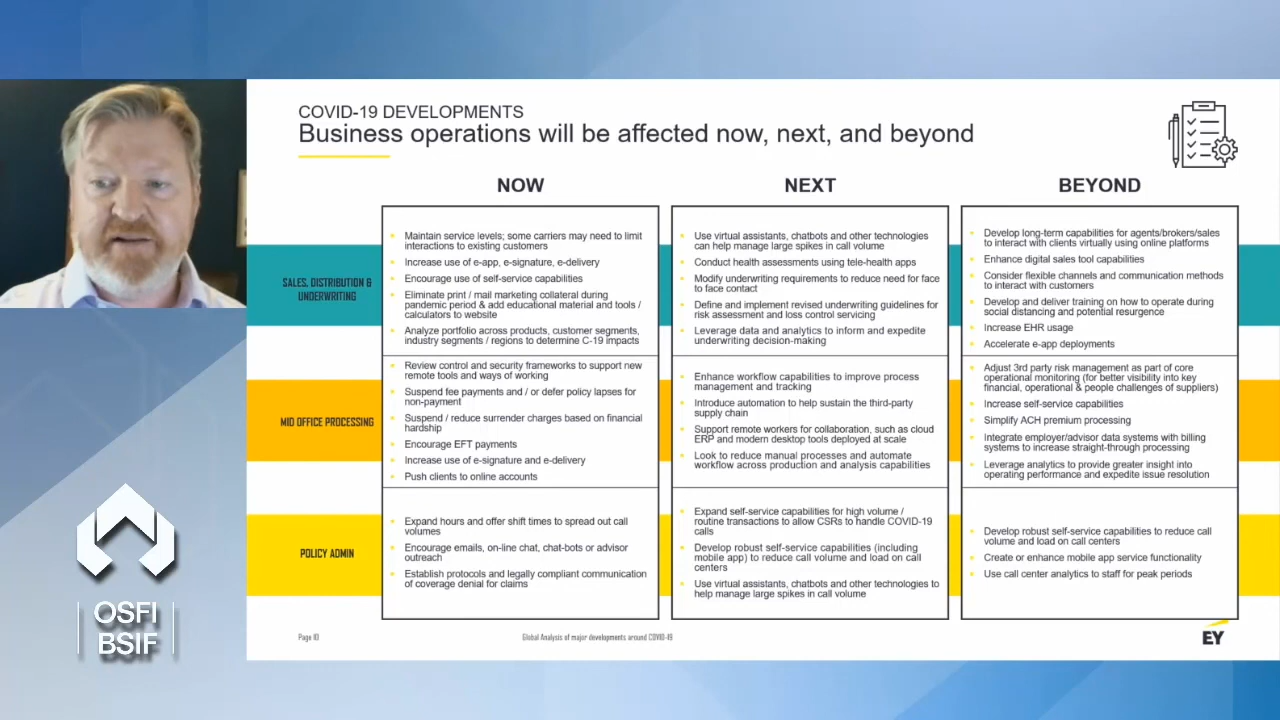 COVID-19 DEVELOPMENTS
Business operations will be affected now, next, and beyond
NOW
NEXT
BEYOND
SALES, DISTRIBUTION &
UNDERWRITING
Maintain service levels; some carriers may need to limit
interactions to existing customers
Increase use of e-app, e-signature, e-delivery
Encourage use of self-service capabilities
Eliminate print / mail marketing collateral during
pandemic period & add educational material and tools /
calculators to website
Analyze portfolio across products, customer segments,
industry segments / regions to determine C-19 impacts
Use virtual assistants, chatbots and other technologies
can help manage large spikes in call volume
Conduct health assessments using tele-health apps
Modify underwriting requirements to reduce need for face
to face contact
Define and implement revised underwriting guidelines for
risk assessment and loss control servicing
Leverage data and analytics to inform and expedite
underwriting decision-making
Develop long-term capabilities for agents/brokers/sales
to interact with clients virtually using online platforms
Enhance digital sales tool capabilities
Consider flexible channels and communication methods
to interact with customers
Develop and deliver training on how to operate during
social distancing and potential resurgence
Increase EHR usage
Accelerate e-app deployments
MID OFFICE PROCESSING
Review control and security frameworks to support new
remote tools and ways of working
Suspend fee payments and / or defer policy lapses for
non-payment
Suspend / reduce surrender charges based on financial
hardship
Encourage EFT payments
Increase use of e-signature and e-delivery
Push clients to online accounts
Enhance workflow capabilities to improve process
management and tracking
Introduce automation to help sustain the third-party
supply chain
Support remote workers for collaboration, such as cloud
ERP and modern desktop tools deployed at scale
Look to reduce manual processes and automate
workflow across production and analysis capabilities
Adjust 3rd party risk management as part of core
operational monitoring (for better visibility into key
financial, operational & people challenges of suppliers)
Increase self-service capabilities
Simplify ACH premium processing
Integrate employer/advisor data systems with billing
systems to increase straight-through processing
Leverage analytics to provide greater insight into
operating performance and expedite issue resolution
POLICY ADMIN
Expand hours and offer shift times to spread out call
volumes
Encourage emails, on-line chat, chat-bots or advisor
outreach
Establish protocols and legally compliant communication
of coverage denial for claims
Expand self-service capabilities for high volume /
routine transactions to allow CSRs to handle COVID-19
calls
Develop robust self-service capabilities (including
mobile app) to reduce call volume and load on call
centers
Use virtual assistants, chatbots and other technologies to
help manage large spikes in call volume
Develop robust self-service capabilities to reduce call
volume and load on call centers
Create or enhance mobile app service functionality
Use call center analytics to staff for peak periods
Page 10
Global Analysis of major developments around COVID-19
EY
OSFI
BSIF